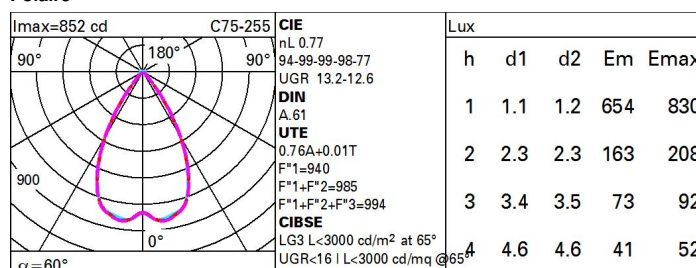 Imax=852 cd C75-255
90° 180° 90°
900
0°
α=60°
CIE
nL 0.77
94-99-99-98-77
UGR 13.2-12.6
DIN
A.61
UTE
0.76A+0.01T
F"1=940
F"1+F"2=985
F"1+F"2+F"3=994
CIBSE
LG3 L<3000 cd/m² at 65°
UGR<16 | L<3000 cd/mq @65°
Lux
h d1 d2 Em Emax
1 1.1 1.2 654 830
2 2.3 2.3 163 208
3 3.4 3.5 73 92
4 4.6 4.6 41 52